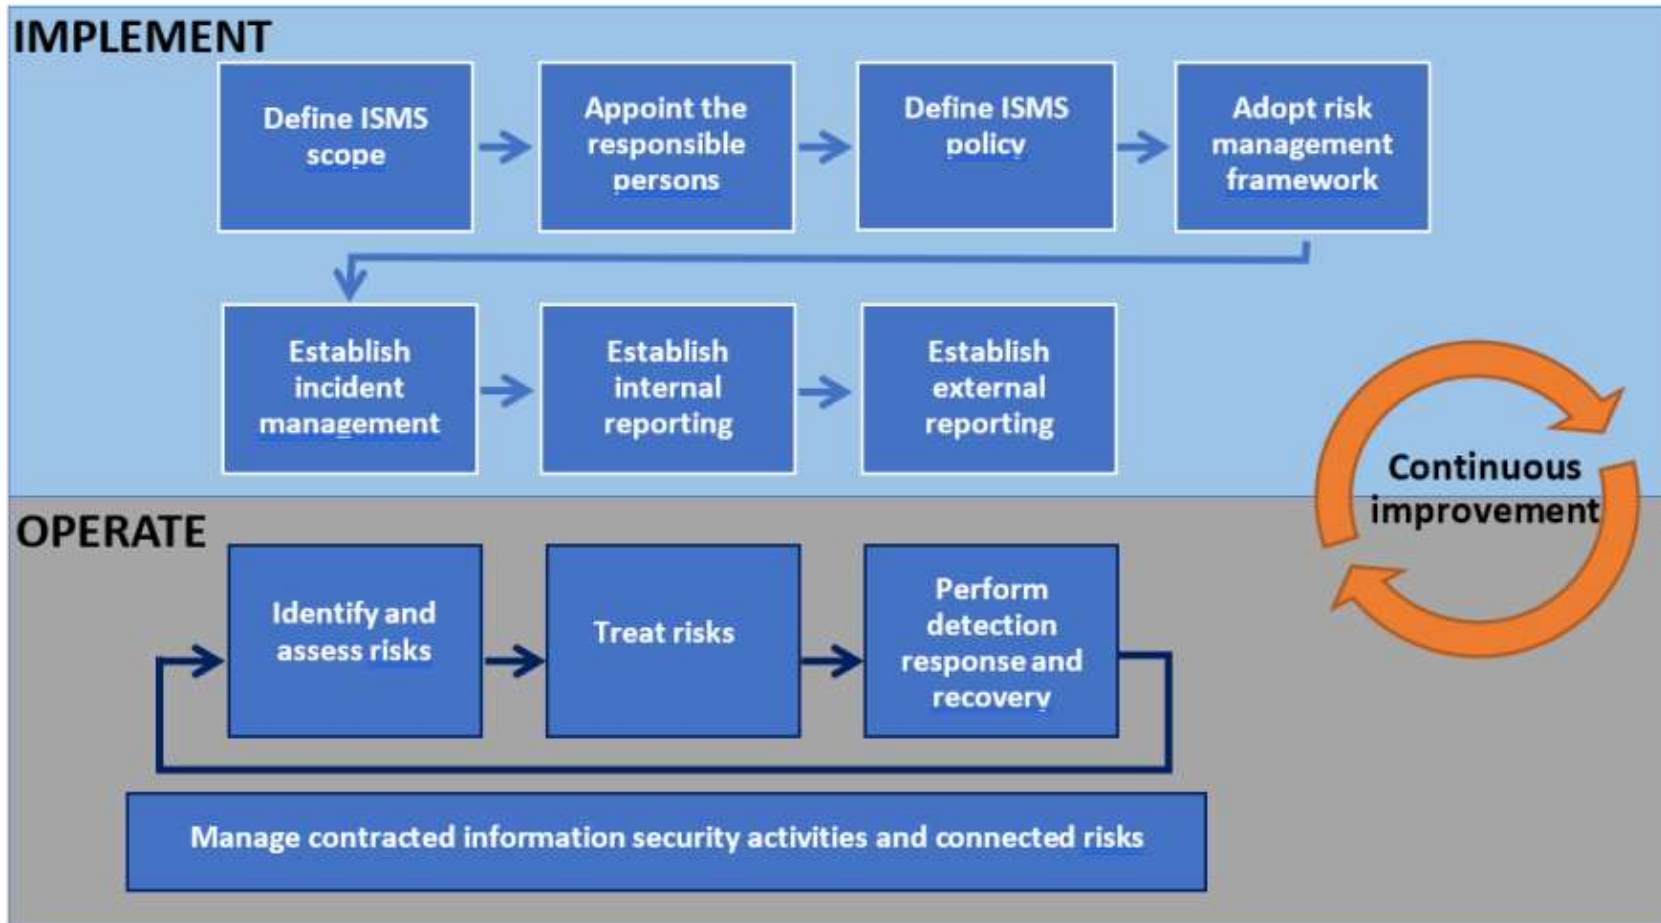 IMPLEMENT
Define ISMS
scope
Appoint the
responsible
persons
Define ISMS
policy
Adopt risk
management
framework
Establish
incident
management
Establish
internal
reporting
Establish
external
reporting
Continuous
improvement
OPERATE
Identify and
assess risks
Treat risks
Perform
detection
response and
recovery
Manage contracted information security activities and connected risks